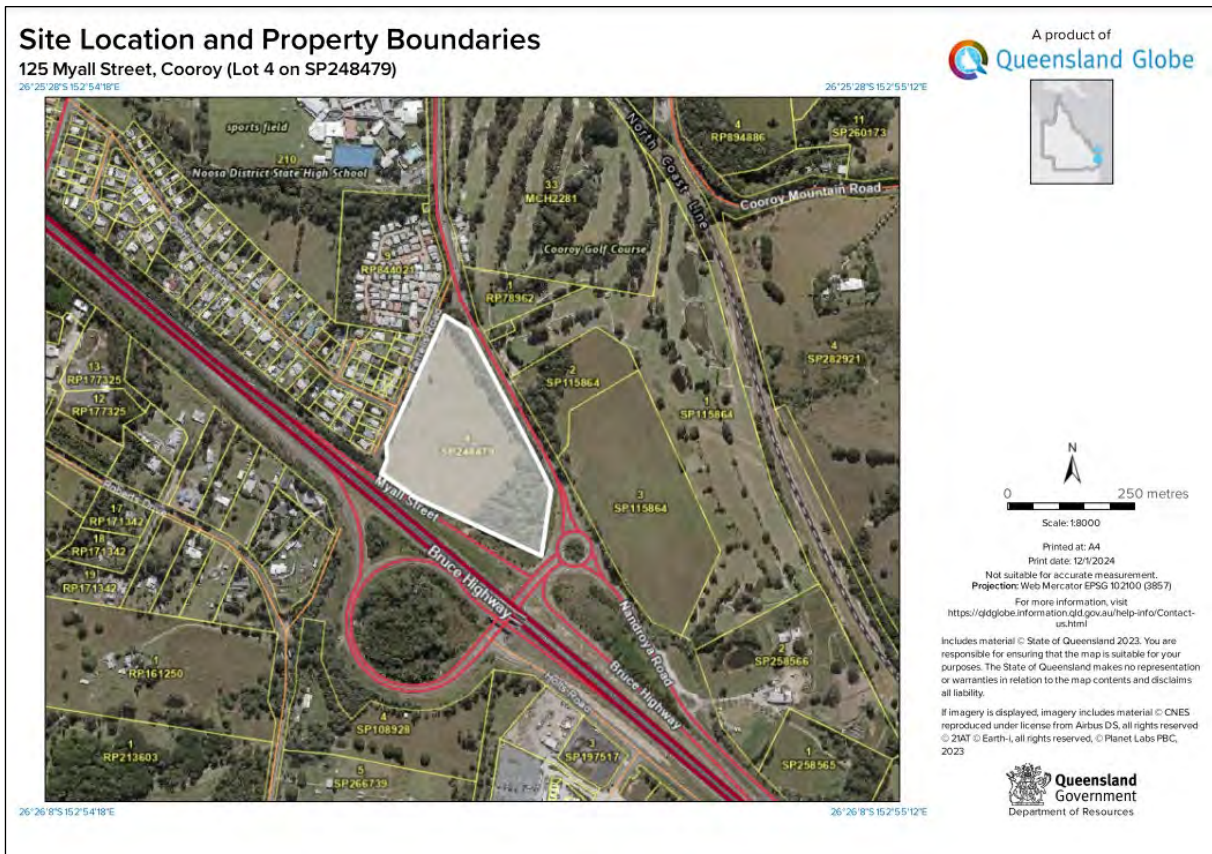 Site Location and Property Boundaries
125 Myall Street, Cooroy (Lot 4 on SP248479)
26°25'28"S 152°54'18"E
26°25'28"S 152°55'12"E
sports field
210
Noosa District State High School
33
MCH2281
North Coast Line
4
RP894886
11
SP260173
Cooroy Mountain Road
Cooroy Golf Course
9
RP844021
1
RP78962
4
SP282921
2
SP115864
1
SP115864
13
RP177325
12
RP177325
4
SP248479
Myall Street
3
SP115864
Roberts Drive
17
RP171342
18
RP171342
19
RP171342
Bruce Highway
Nandroya Road
2
SP258566
1
RP161250
Bruce Highway
Holts Road
4
SP108928
1
RP213603
5
SP266739
3
SP197517
1
SP258565
26°26'8"S 152°54'18"E
26°26'8"S 152°55'12"E
A product of
Queensland Globe
N
0
250 metres
Scale: 1:8000
Printed at: A4
Print date: 12/1/2024
Not suitable for accurate measurement.
Projection: Web Mercator EPSG 102100 (3857)
For more information, visit
https://qldglobe.information.qld.gov.au/help-info/Contact-
us.html
Includes material © State of Queensland 2023. You are
responsible for ensuring that the map is suitable for your
purposes. The State of Queensland makes no representation
or warranties in relation to the map contents and disclaims
all liability.
If imagery is displayed, imagery includes material © CNES
reproduced under license from Airbus DS, all rights reserved
© 21AT © Earth-i, all rights reserved, © Planet Labs PBC,
2023
Queensland
Government
Department of Resources